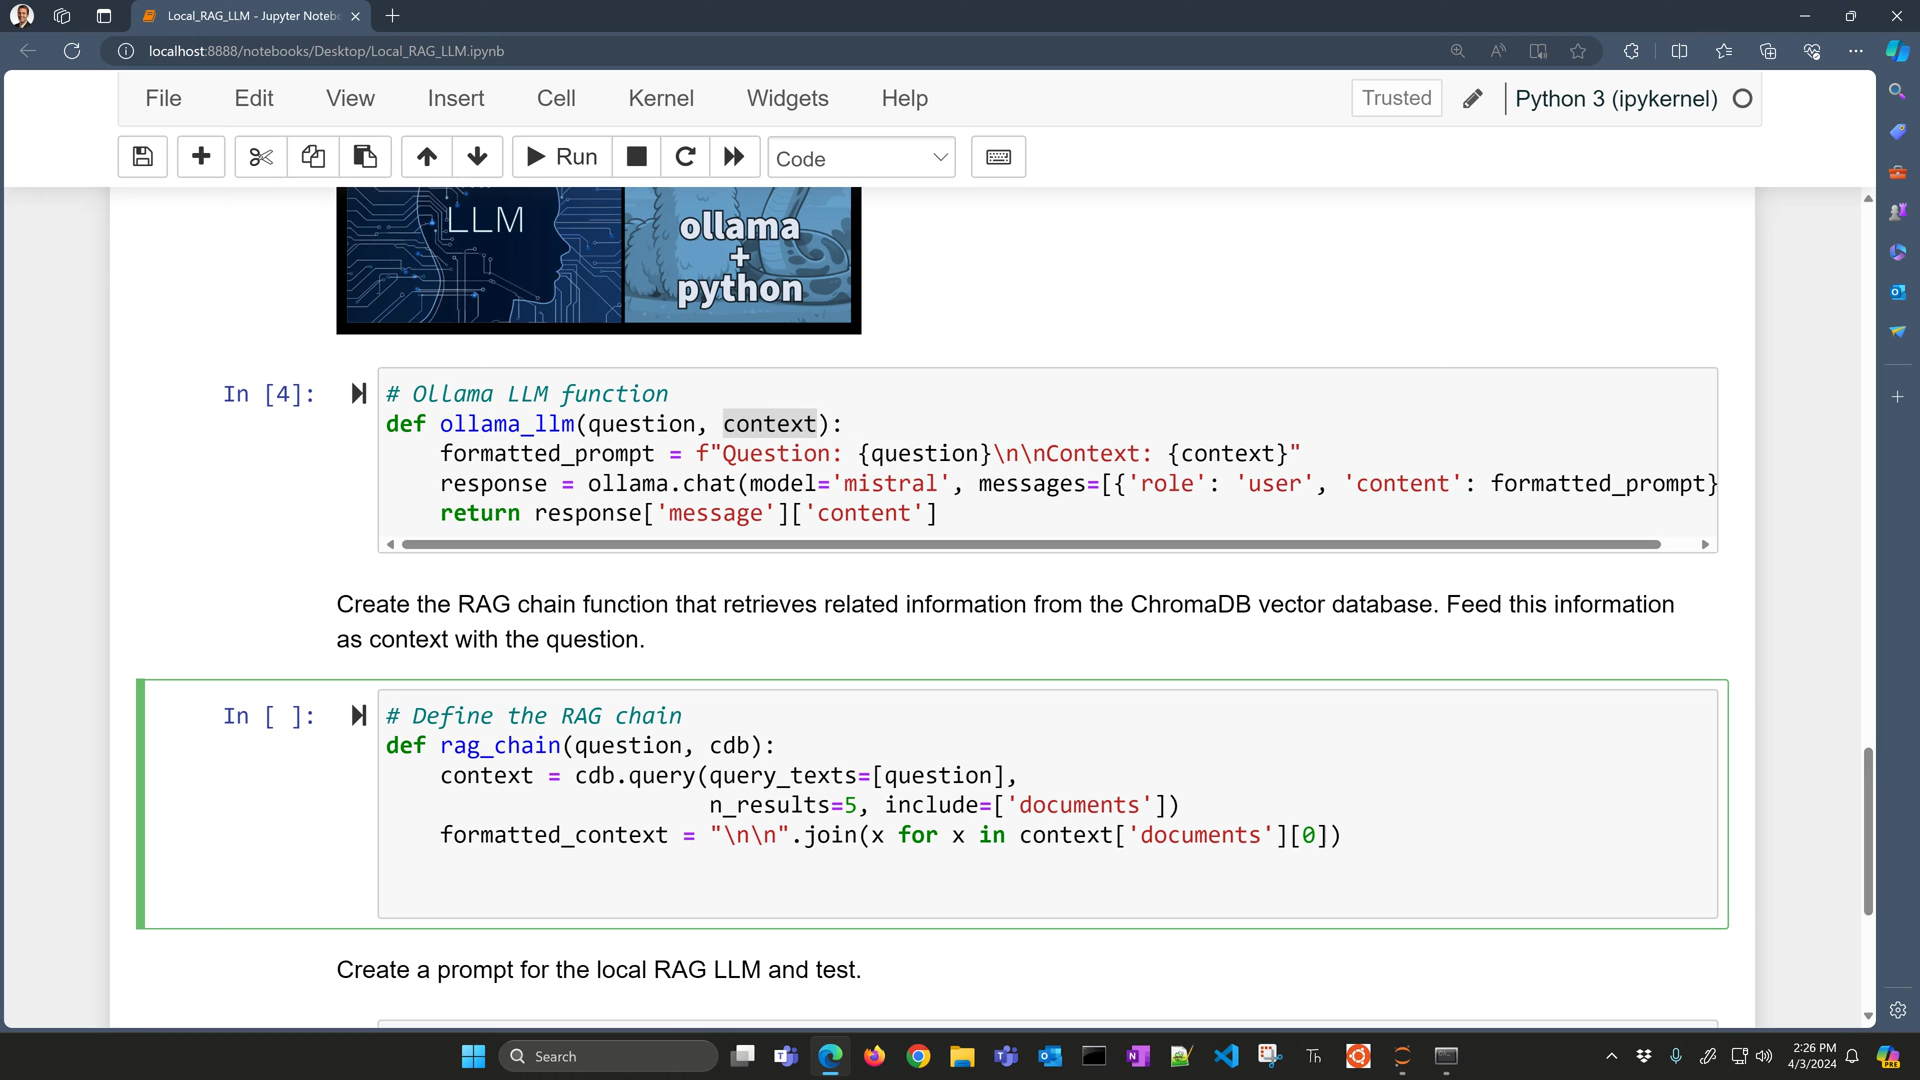 Local_RAG_LLM - Jupyter Notebo
localhost:8888/notebooks/Desktop/Local_RAG_LLM.ipynb
File Edit View Insert Cell Kernel Widgets Help Trusted Python 3 (ipykernel)
Run Code
LLM
ollama
+
python
In [4]:
# Ollama LLM function
def ollama_llm(question, context):
    formatted_prompt = f"Question: {question}\n\nContext: {context}"
    response = ollama.chat(model='mistral', messages=[{'role': 'user', 'content': formatted_prompt}
    return response['message']['content']
Create the RAG chain function that retrieves related information from the ChromaDB vector database. Feed this information
as context with the question.
In [ ]:
# Define the RAG chain
def rag_chain(question, cdb):
    context = cdb.query(query_texts=[question],
                        n_results=5, include=['documents'])
    formatted_context = "\n\n".join(x for x in context['documents'][0])
Create a prompt for the local RAG LLM and test.
Search
Th
2:26 PM
4/3/2024
PRE